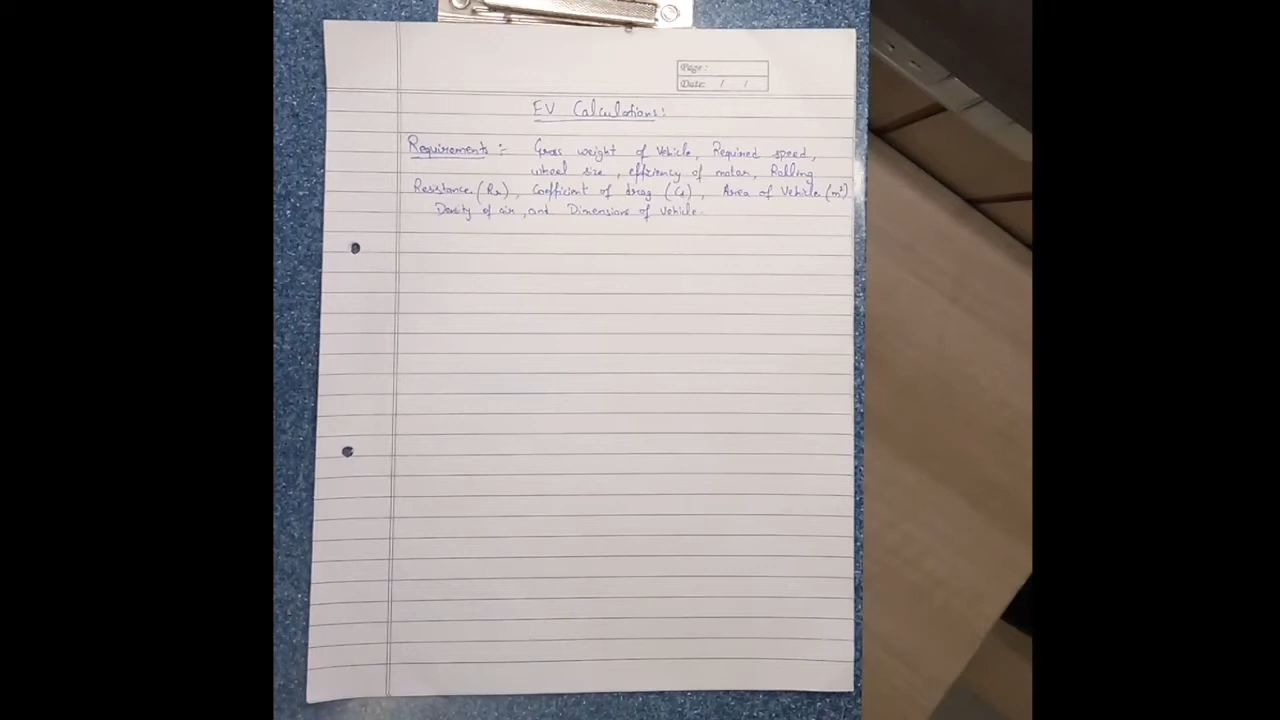 Page:
Date: / /
EV Calculations:
Requirements :- Gross weight of Vehicle, Required speed,
wheel size, efficiency of motor, Rolling
Resistance (Rr), Coefficient of drag (Cd), Area of Vehicle (m²)
Density of air, and Dimensions of Vehicle.